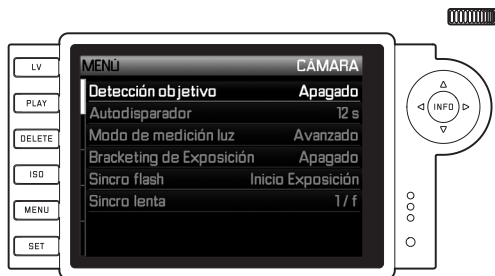 LV
PLAY
DELETE
ISO
MENU
SET
MENÚ CÁMARA
Detección objetivo Apagado
Autodisparador 12 s
Modo de medición luz Avanzado
Bracketing de Exposición Apagado
Sincro flash Inicio Exposición
Sincro lenta 1/f
INFO